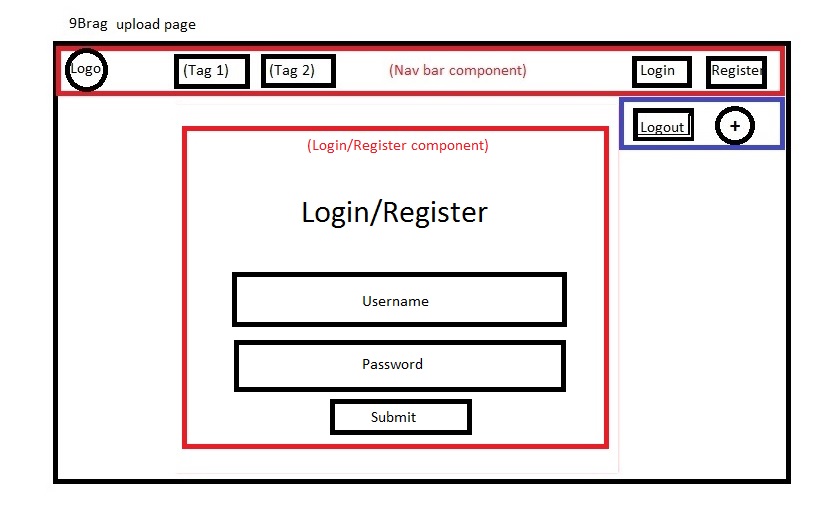 9Brag upload page
Logo (Tag 1) (Tag 2) (Nav bar component) Login Register
Logout +
(Login/Register component)
Login/Register
Username
Password
Submit